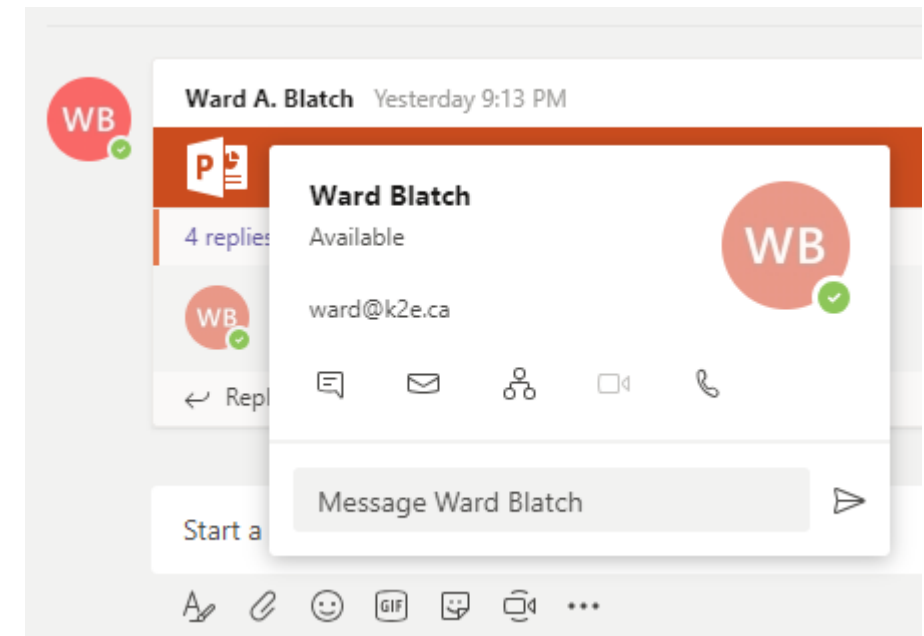 WB
Ward A. Blatch Yesterday 9:13 PM
P
Ward Blatch
Available
WB
4 replies
ward@k2e.ca
WB
Repl
Message Ward Blatch
Start a
GIF